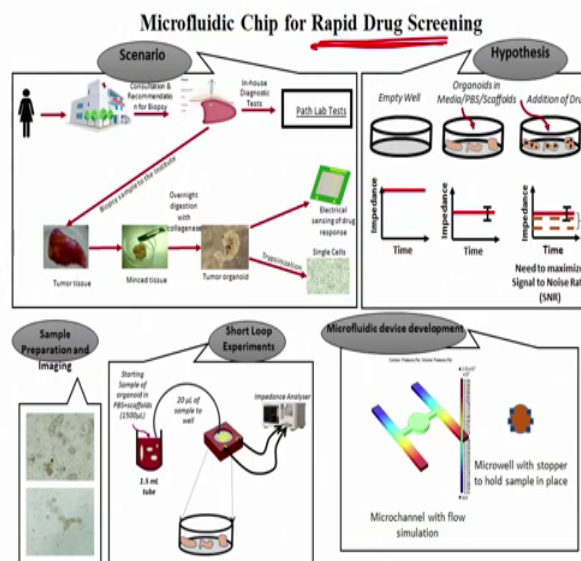 Microfluidic Chip for Rapid Drug Screening
Scenario
Consultation &
Recommendatio
n for Biopsy
In-house
Diagnostic
Tests
Path Lab Tests
Biopsy sample to the institute
Overnight
digestion
with
collagenase
Electrical
sensing of drug
response
Single Cells
Trypsinization
Tumor tissue
Minced tissue
Tumor organoid
Hypothesis
Empty Well
Organoids in
Media/PBS/Scaffolds
Addition of Dru
Impedance
Time
Impedance
Time
Impedance
Time
Need to maximize
Signal to Noise Rat
(SNR)
Sample
Preparation and
Imaging
Short Loop
Experiments
Starting
Sample of
organoid in
PBS+scaffolds
(1500µL)
20 µL of
sample to
well
Impedance Analyser
1.5 mL
tube
Microfluidic device development
Microwell with stopper
to hold sample in place
Microchannel with flow
simulation